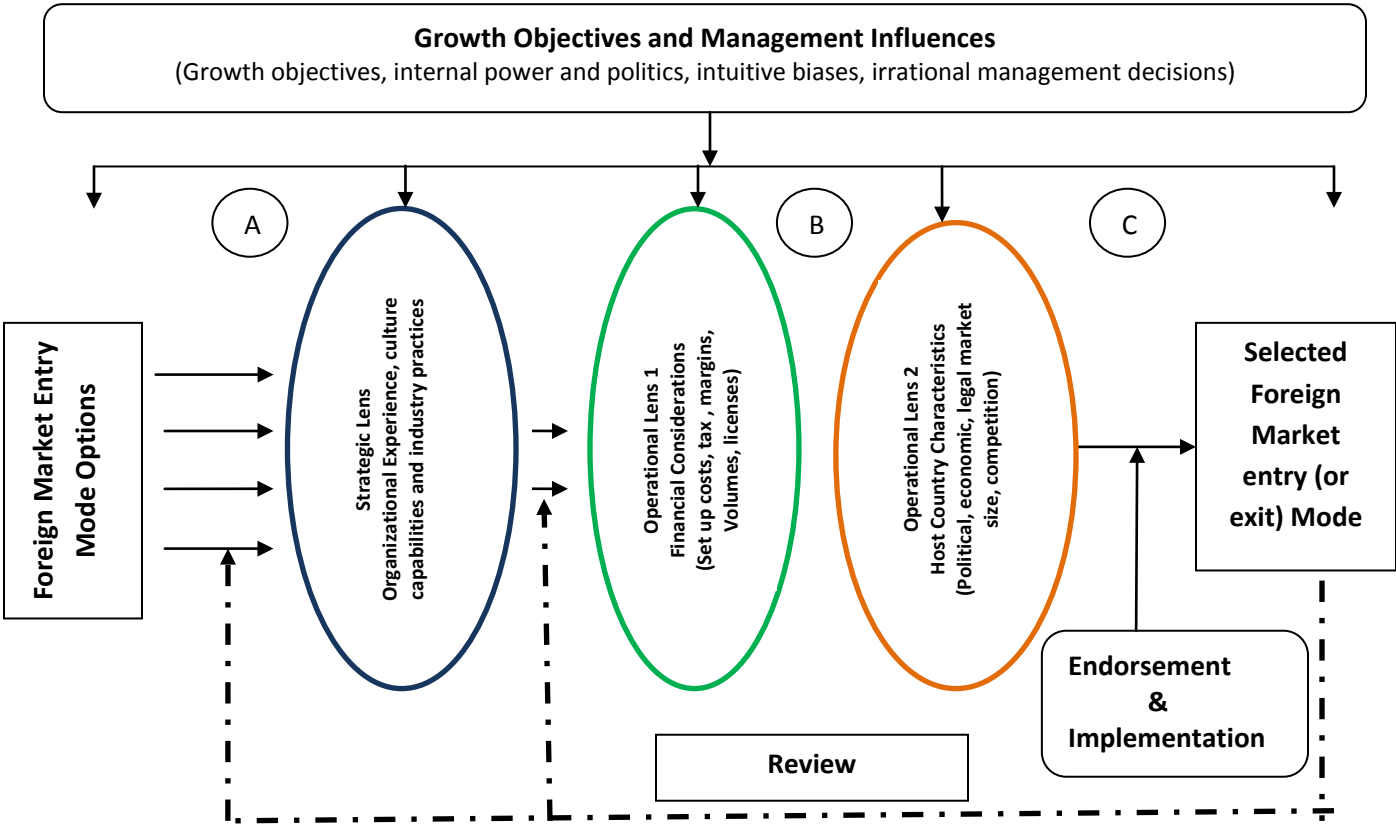 Growth Objectives and Management Influences
(Growth objectives, internal power and politics, intuitive biases, irrational management decisions)
A
B
C
Foreign Market Entry
Mode Options
Strategic Lens
Organizational Experience, culture
capabilities and industry practices
Operational Lens 1
Financial Considerations
(Set up costs, tax , margins,
Volumes, licenses)
Operational Lens 2
Host Country Characteristics
(Political, economic, legal market
size, competition)
Selected
Foreign
Market
entry (or
exit) Mode
Endorsement
&
Implementation
Review